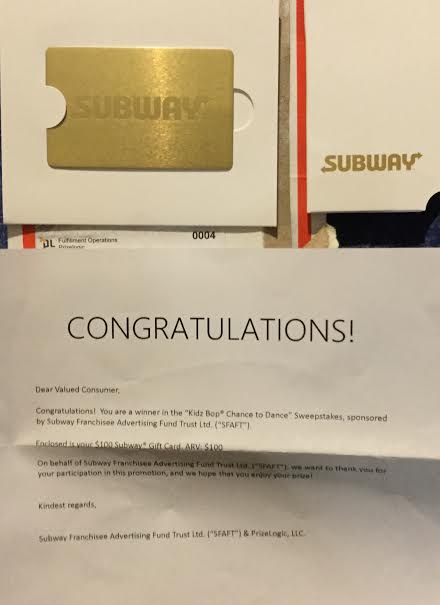 SUBWAY
SUBWAY
PL Fulfillment Operations
0004
CONGRATULATIONS!
Dear Valued Consumer,
Congratulations! You are a winner in the "Kidz Bop® Chance to Dance" Sweepstakes, sponsored
by Subway Franchisee Advertising Fund Trust Ltd. ("SFAFT").
Enclosed is your $100 Subway® Gift Card. ARV: $100
On behalf of Subway Franchisee Advertising Fund Trust Ltd. ("SFAFT"), we want to thank you for
your participation in this promotion, and we hope that you enjoy your prize!
Kindest regards,
Subway Franchisee Advertising Fund Trust Ltd. ("SFAFT") & PrizeLogic, LLC.